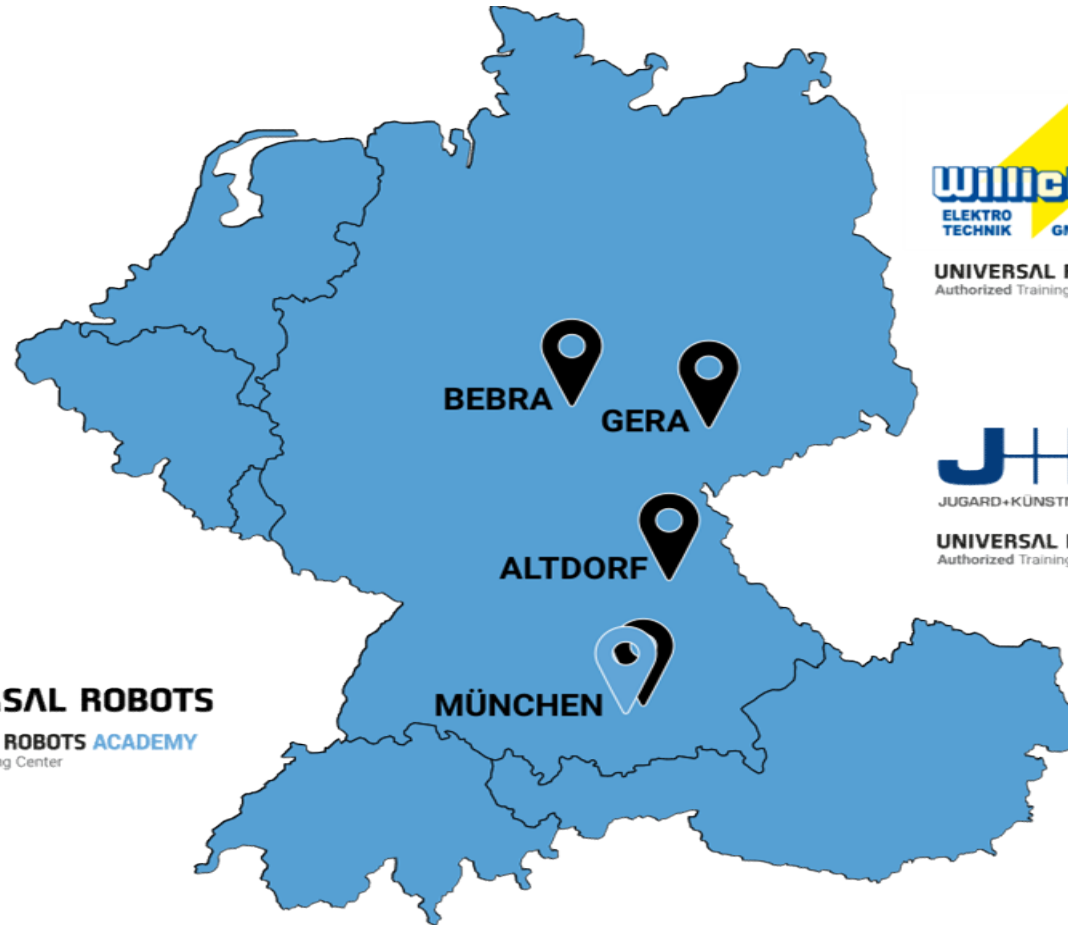 Willic
ELEKTRO
TECHNIK
UNIVERSAL
Authorized Training
BEBRA
GERA
J+
JUGARD+KÜNST
UNIVERSAL
Authorized Training
ALTDORF
MÜNCHEN
SAL ROBOTS
ROBOTS ACADEMY
ng Center